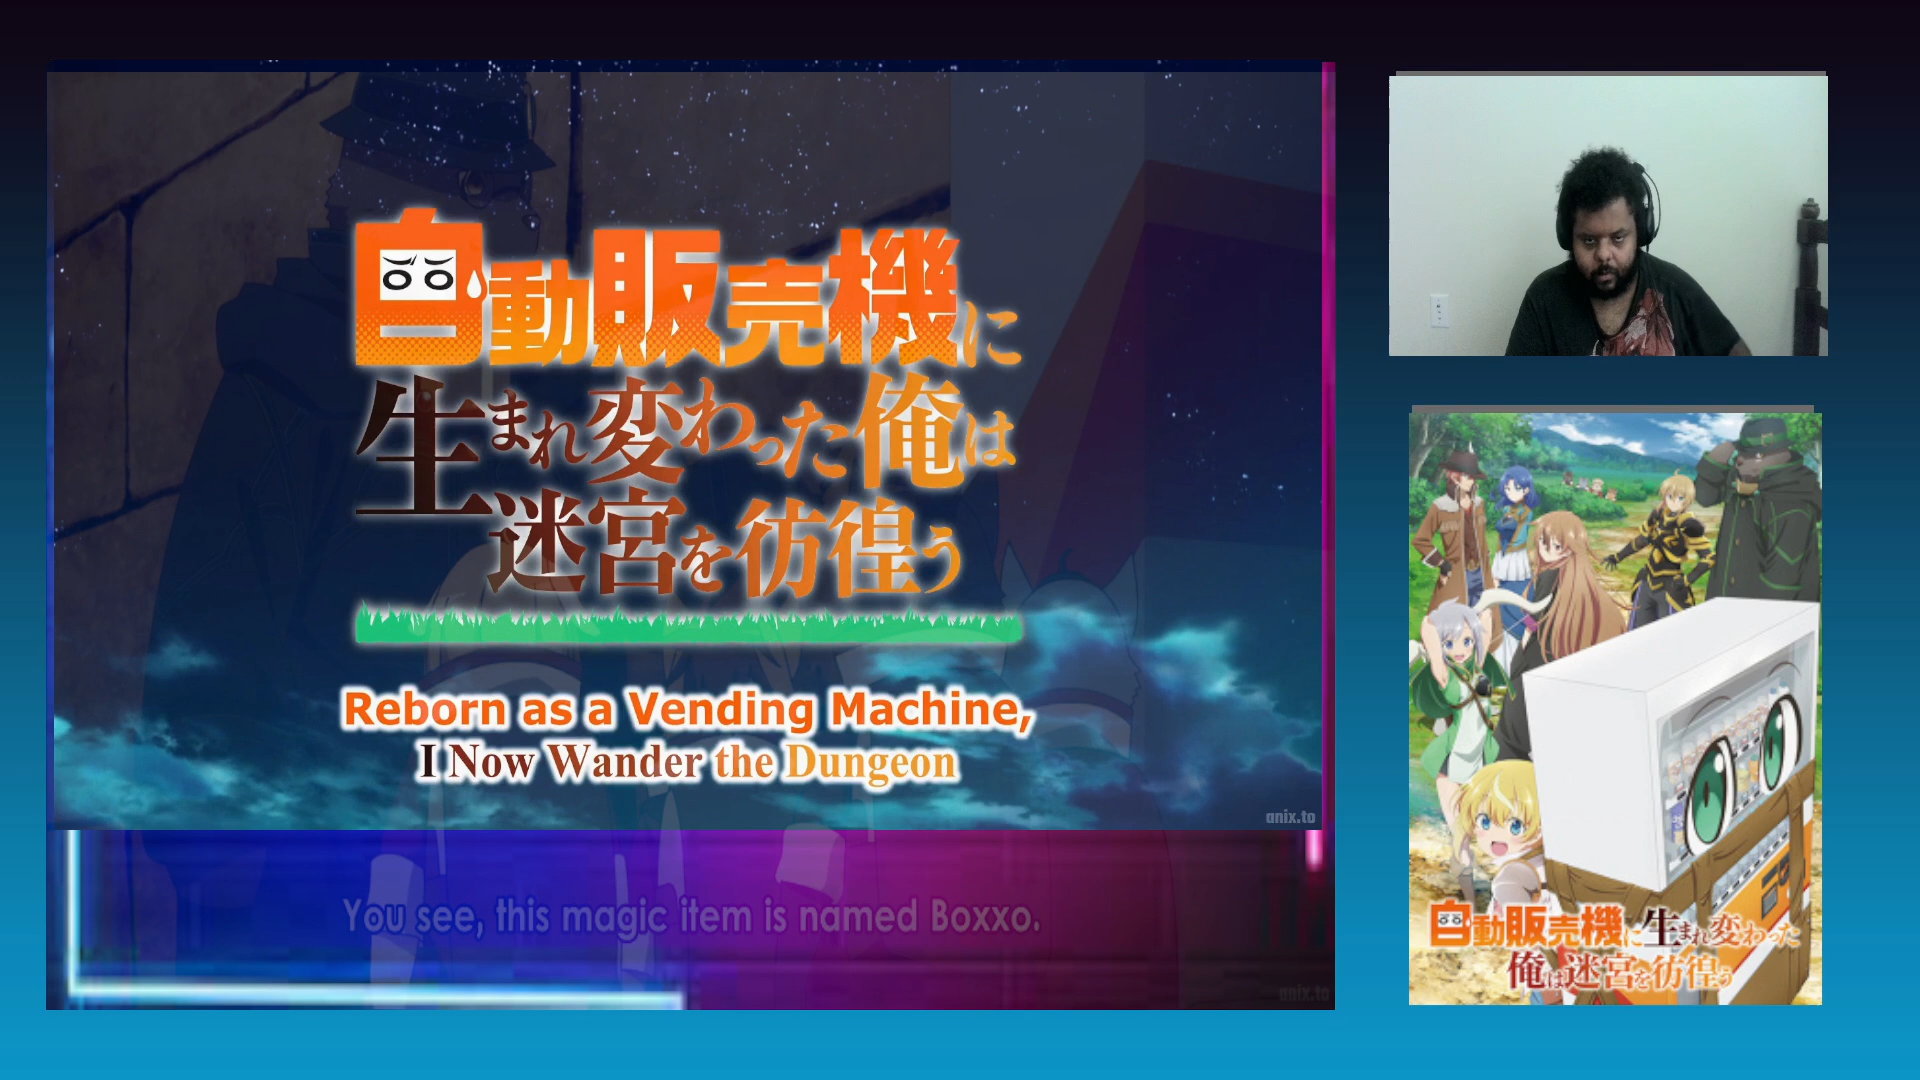 自動販売機に
生まれ変わった俺は
迷宮を彷徨う
Reborn as a Vending Machine,
I Now Wander the Dungeon
anix.to
You see, this magic item is named Boxxo.
anix.to
自動販売機に生まれ変わった
俺は迷宮を彷徨う